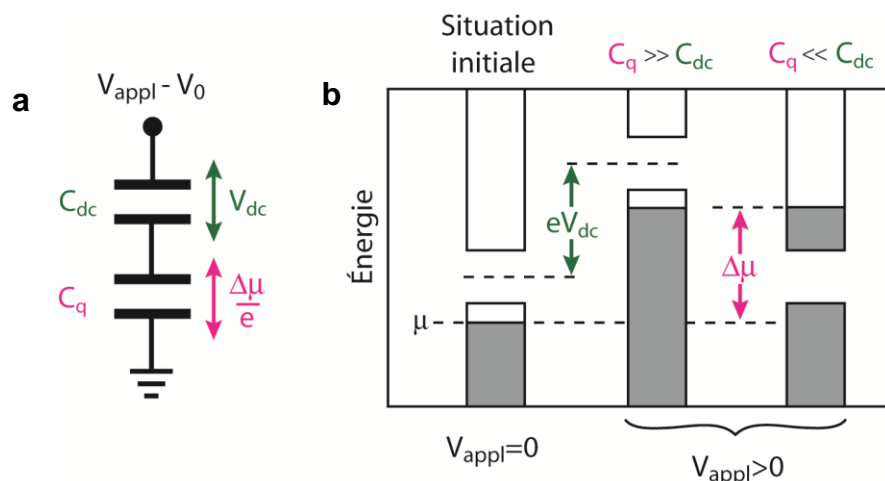 a
V_appl - V_0
C_dc
V_dc
C_q
Δμ
e
b
Situation
initiale
C_q >> C_dc
C_q << C_dc
Énergie
eV_dc
Δμ
μ
V_appl=0
V_appl>0